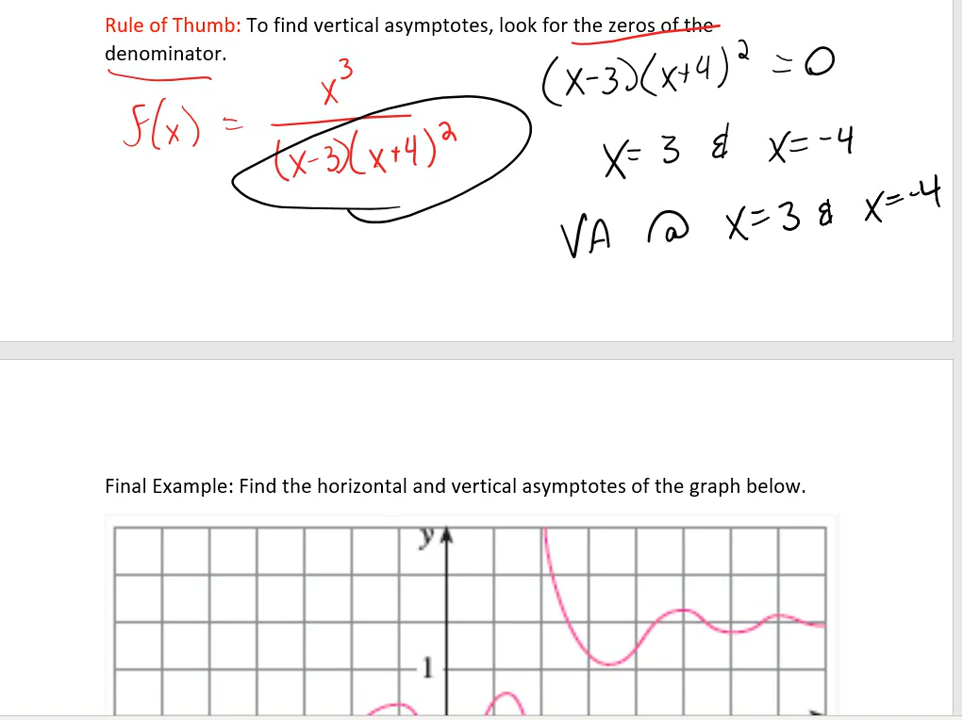 Rule of Thumb: To find vertical asymptotes, look for the zeros of the
denominator.
f(x) = x³ / (x-3)(x+4)²
(x-3)(x+4)² = 0
x = 3 & x = -4
VA @ x = 3 & x = -4
Final Example: Find the horizontal and vertical asymptotes of the graph below.
y
1